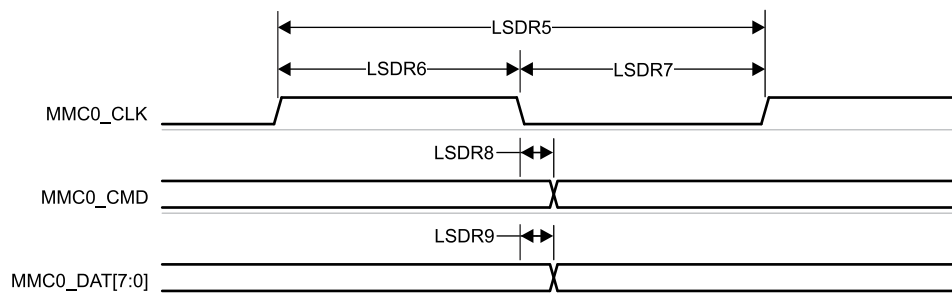 LSDR5
LSDR6
LSDR7
MMC0_CLK
LSDR8
MMC0_CMD
LSDR9
MMC0_DAT[7:0]